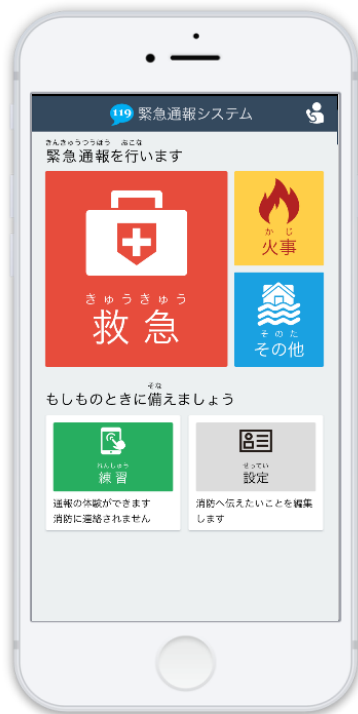 119 緊急通報システム
きんきゅうつうほう おこな
緊急通報を行います
きゅうきゅう
救急
かじ
火事
そのた
その他
そな
もしものときに備えましょう
れんしゅう
練習
通報の体験ができます
消防に連絡されません
せってい
設定
消防へ伝えたいことを編集
します